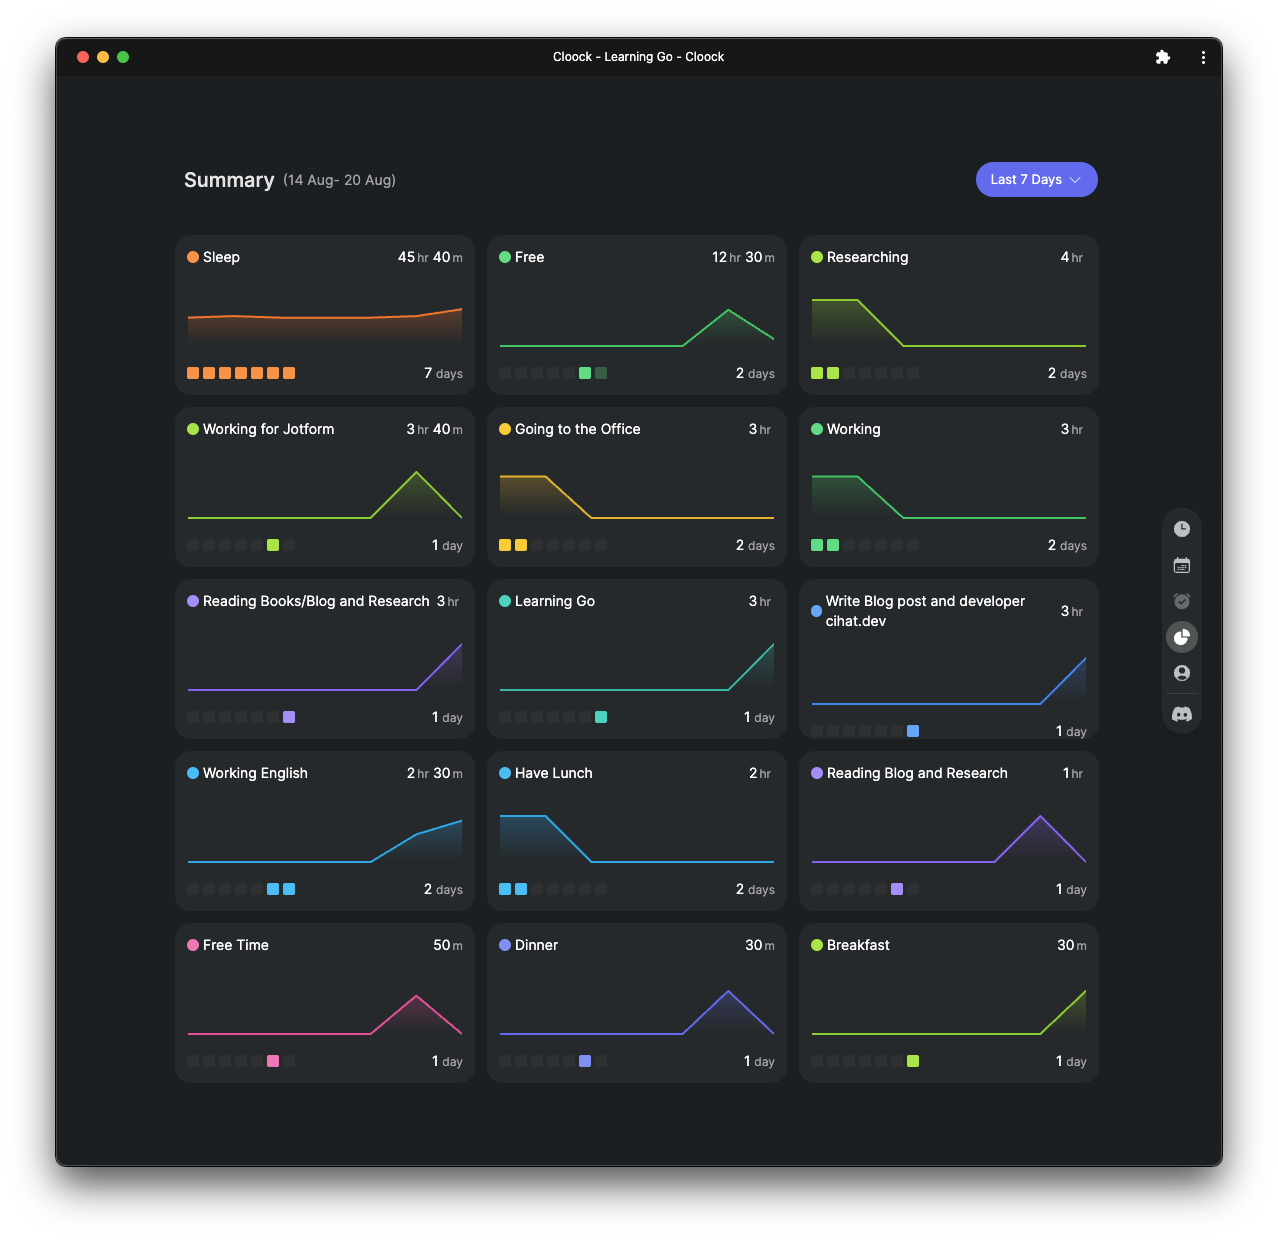 Cloock - Learning Go - Cloock
Summary (14 Aug- 20 Aug)
Last 7 Days
Sleep 45 hr 40 m
7 days
Free 12 hr 30 m
2 days
Researching 4 hr
2 days
Working for Jotform 3 hr 40 m
1 day
Going to the Office 3 hr
2 days
Working 3 hr
2 days
Reading Books/Blog and Research 3 hr
1 day
Learning Go 3 hr
1 day
Write Blog post and developer
cihat.dev 3 hr
1 day
Working English 2 hr 30 m
2 days
Have Lunch 2 hr
2 days
Reading Blog and Research 1 hr
1 day
Free Time 50 m
1 day
Dinner 30 m
1 day
Breakfast 30 m
1 day